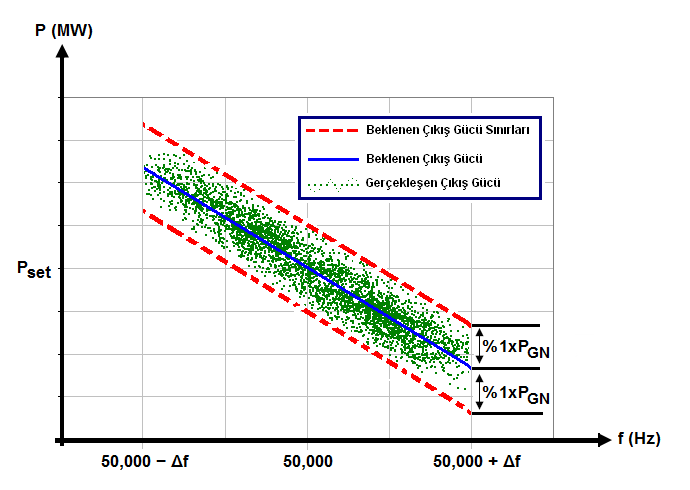 P (MW)
Beklenen Çıkış Gücü Sınırları
Beklenen Çıkış Gücü
Gerçekleşen Çıkış Gücü
Pset
%1xPGN
%1xPGN
f (Hz)
50,000 − Δf
50,000
50,000 + Δf